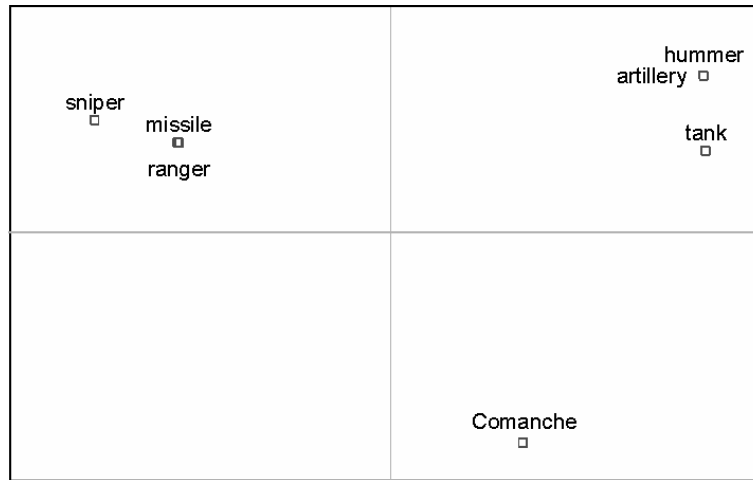 hummer
artillery
sniper
missile
tank
ranger
Comanche